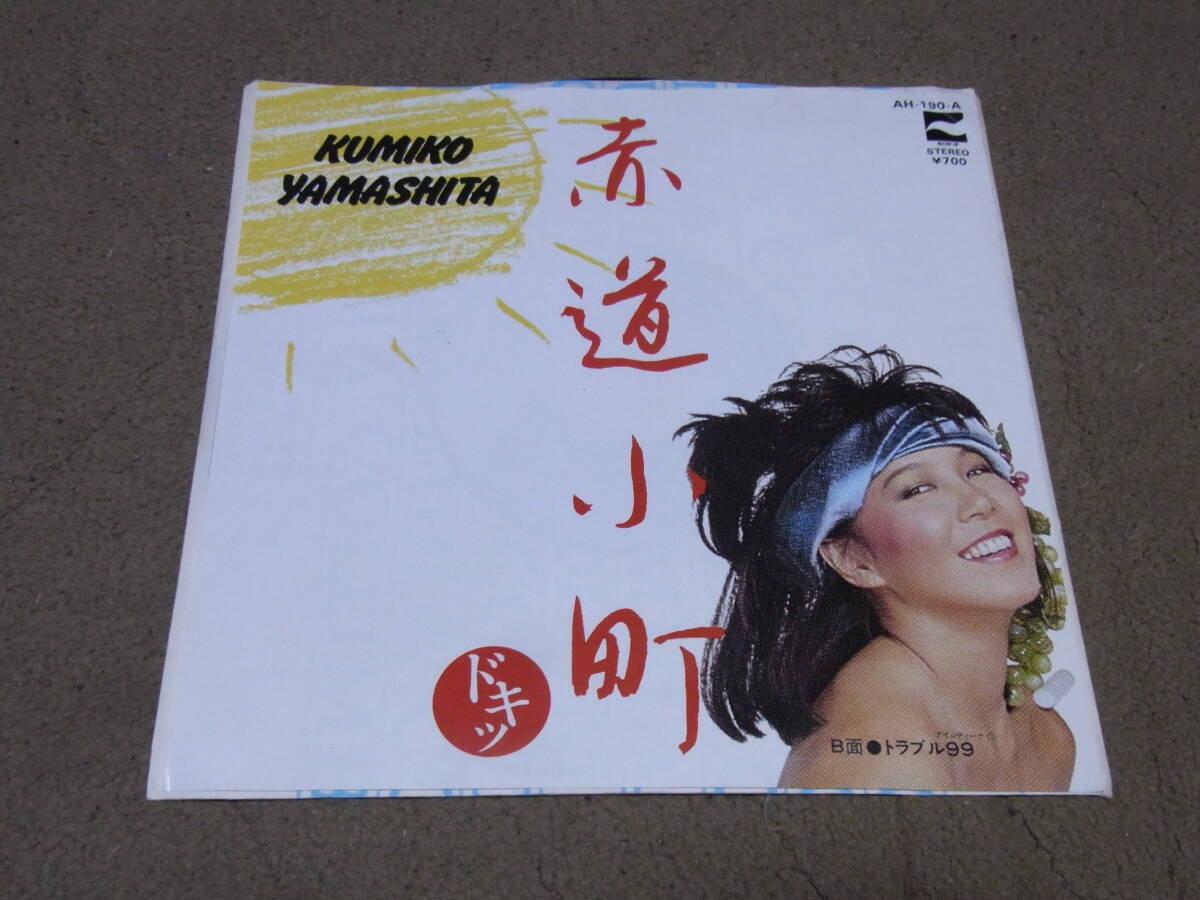 KUMIKO
YAMASHITA
AH-190-A
STEREO
¥700
赤道小町
ドキッ
B面●トラブル99